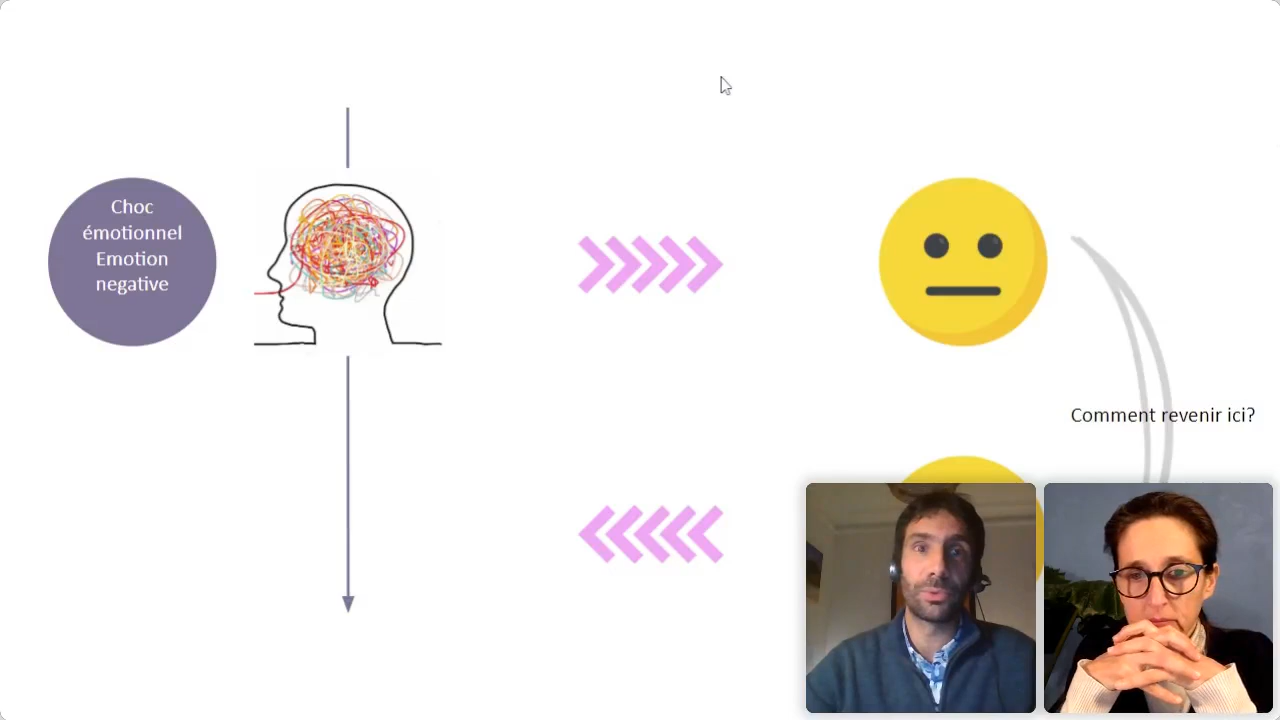 Choc
émotionnel
Emotion
negative
Comment revenir ici?